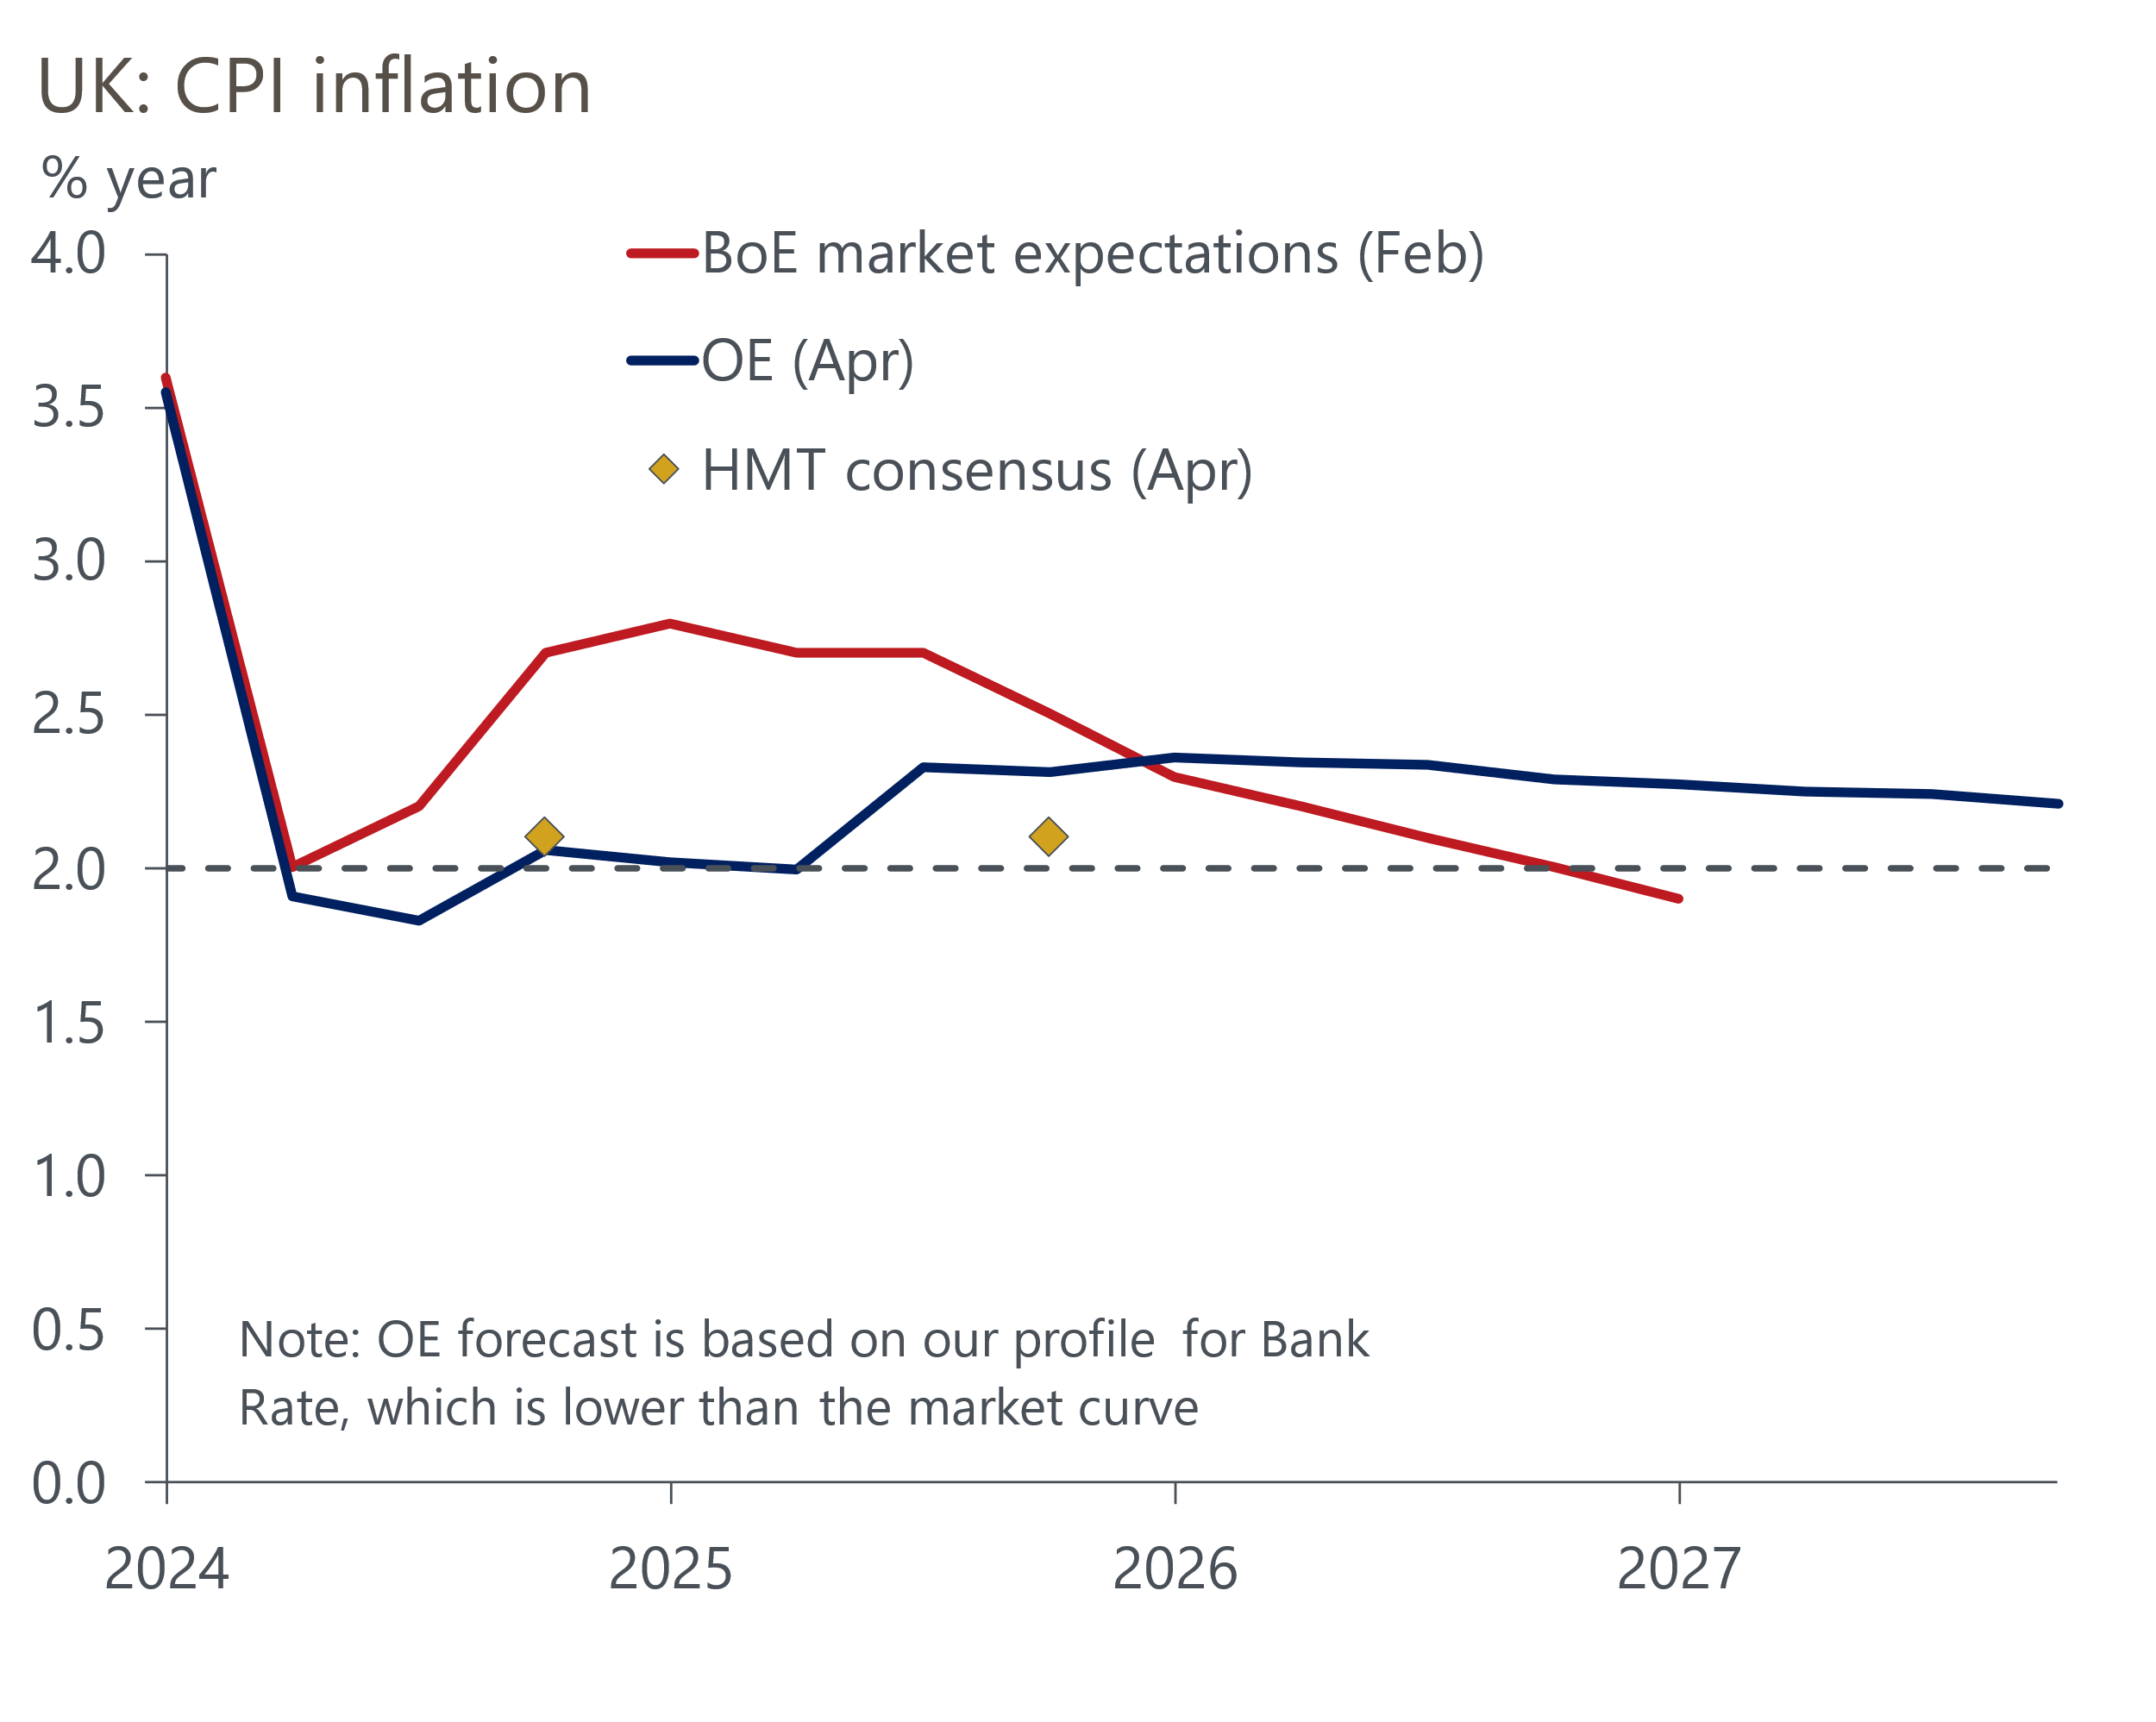 UK: CPI inflation
% year
4.0
BoE market expectations (Feb)
OE (Apr)
3.5
HMT consensus (Apr)
3.0
2.5
2.0
1.5
1.0
0.5
Note: OE forecast is based on our profile for Bank
Rate, which is lower than the market curve
0.0
2024 2025 2026 2027